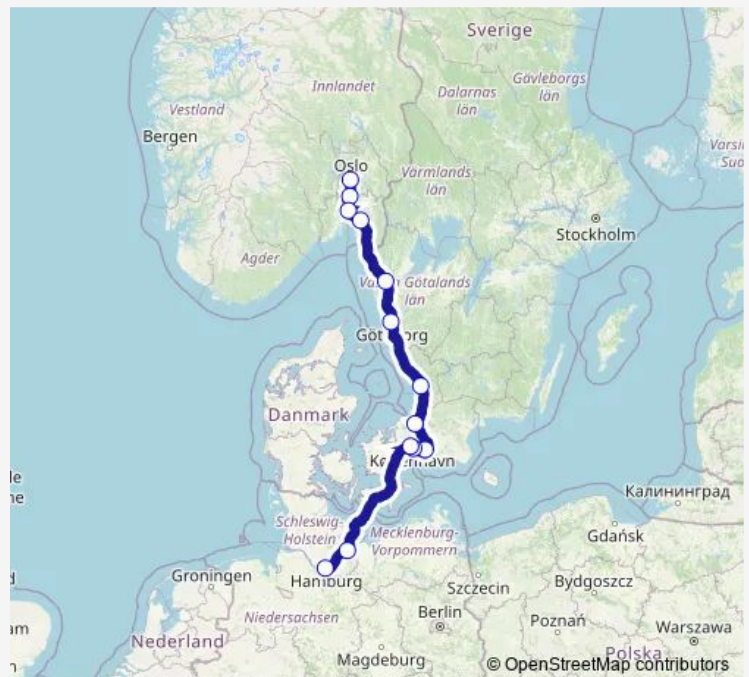 Sverige
Gävleborgs
län
Innlandet
Dalarnas
län
Vestland
Bergen
Oslo
Värmlands
län
Stockholm
Agder
Götalands
län
Danmark
Калининград
Schleswig-
Holstein
Mecklenburg-
Vorpommern
Gdańsk
Groningen
Hamburg
Szczecin
Bydgoszcz
Niedersachsen
Berlin
Poznań
Warszawa
Nederland
Magdeburg
Polska
© OpenStreetMap contributors